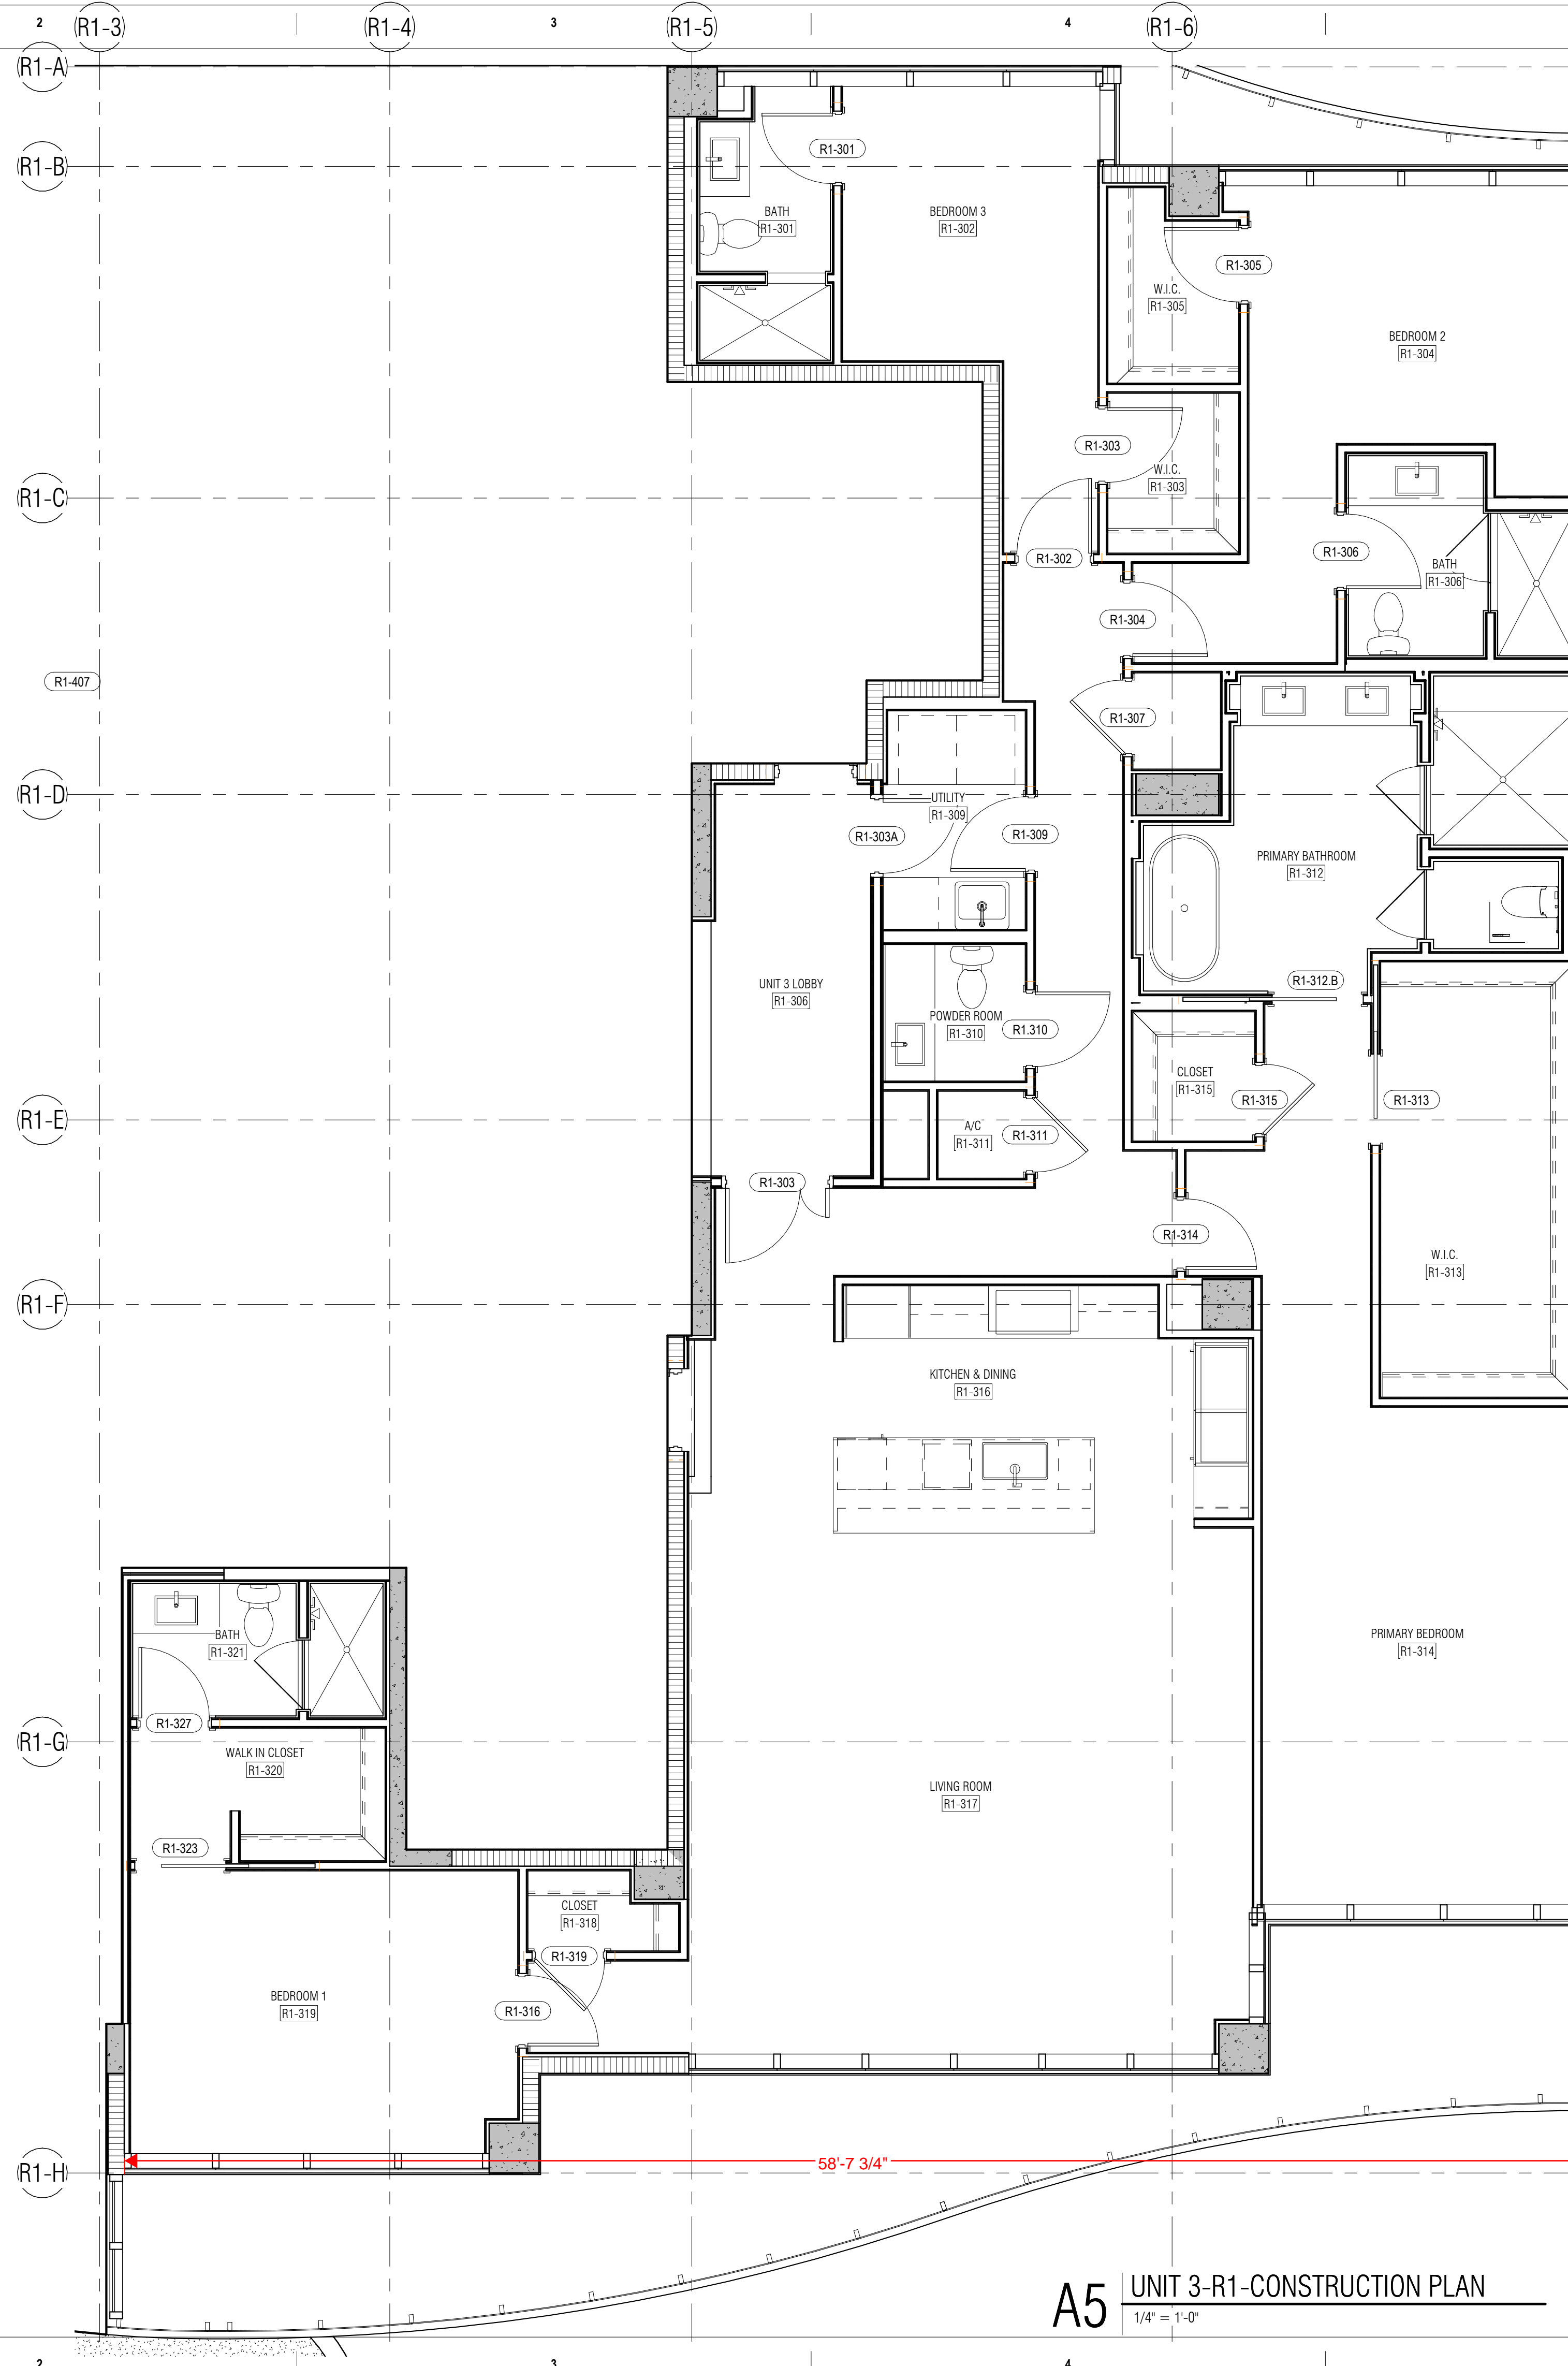 2
3
4
R1-3
R1-4
R1-5
R1-6
R1-A
R1-B
R1-301
BATH
R1-301
BEDROOM 3
R1-302
R1-305
W.I.C.
R1-305
BEDROOM 2
R1-304
R1-303
W.I.C.
R1-303
R1-C
R1-302
R1-306
BATH
R1-306
R1-304
R1-407
R1-307
R1-D
UTILITY
R1-309
R1-303A
R1-309
PRIMARY BATHROOM
R1-312
UNIT 3 LOBBY
R1-306
R1-312.B
POWDER ROOM
R1-310
R1.310
CLOSET
R1-315
R1-315
R1-313
R1-E
A/C
R1-311
R1-311
R1-303
R1-314
W.I.C.
R1-313
R1-F
KITCHEN & DINING
R1-316
BATH
R1-321
PRIMARY BEDROOM
R1-314
R1-327
R1-G
WALK IN CLOSET
R1-320
LIVING ROOM
R1-317
R1-323
CLOSET
R1-318
R1-319
BEDROOM 1
R1-319
R1-316
58'-7 3/4"
R1-H
A5
UNIT 3-R1-CONSTRUCTION PLAN
1/4" = 1'-0"
2
3
4